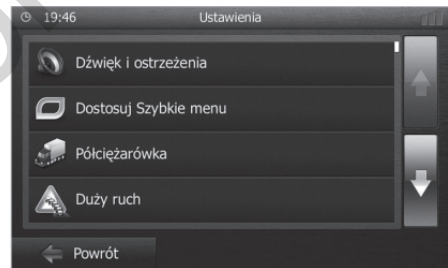 19:46 Ustawienia
Dźwięk i ostrzeżenia
Dostosuj Szybkie menu
Półciężarówka
Duży ruch
Powrót